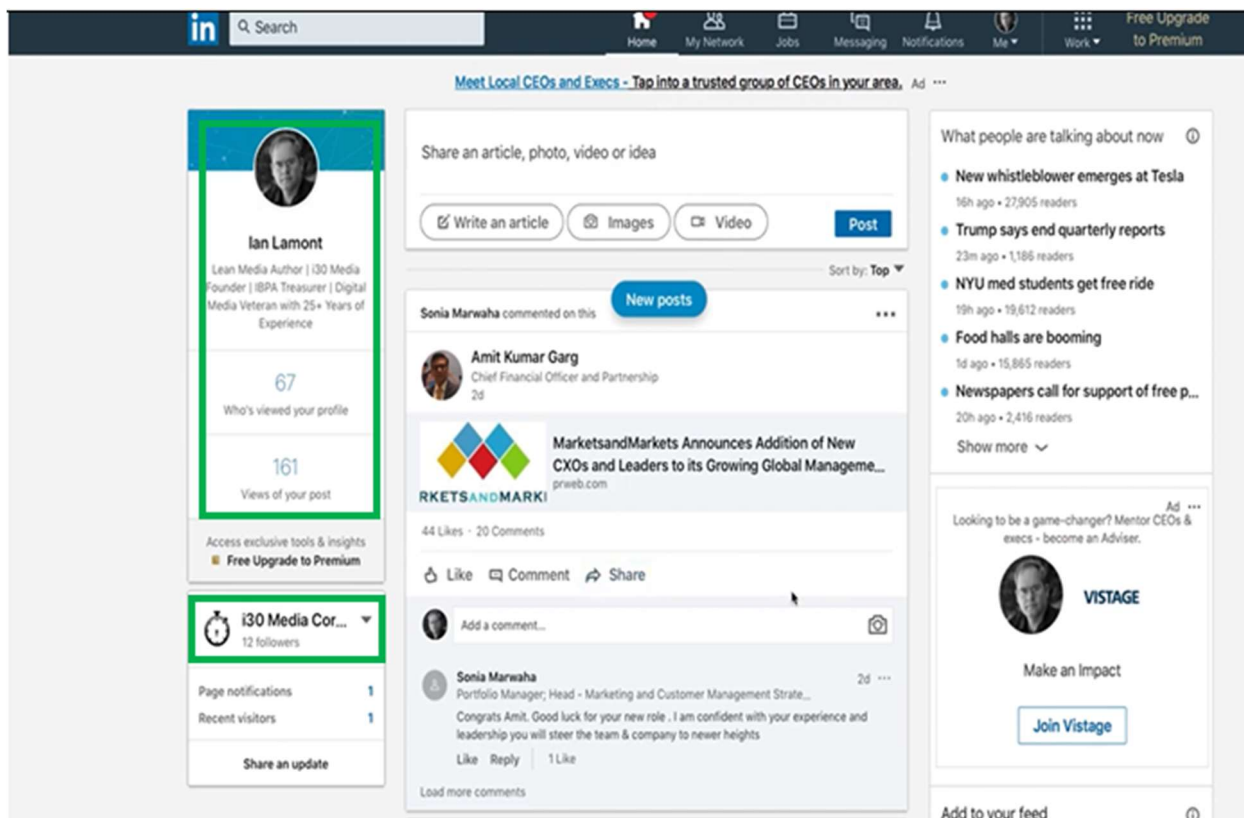 in
Search
Home
My Network
Jobs
Messaging
Notifications
Me
Work
Free Upgrade
to Premium
Meet Local CEOs and Execs - Tap into a trusted group of CEOs in your area. Ad ...
Ian Lamont
Lean Media Author | i30 Media
Founder | IBPA Treasurer | Digital
Media Veteran with 25+ Years of
Experience
67
Who's viewed your profile
161
Views of your post
Access exclusive tools & insights
Free Upgrade to Premium
i30 Media Cor...
12 followers
Page notifications 1
Recent visitors 1
Share an update
Share an article, photo, video or idea
Write an article
Images
Video
Post
Sort by: Top
New posts
Sonia Marwaha commented on this
Amit Kumar Garg
Chief Financial Officer and Partnership
2d
RKETSANDMARKI
MarketsandMarkets Announces Addition of New
CXOs and Leaders to its Growing Global Manageme...
prweb.com
44 Likes · 20 Comments
Like
Comment
Share
Add a comment...
Sonia Marwaha 2d ...
Portfolio Manager; Head - Marketing and Customer Management Strate...
Congrats Amit. Good luck for your new role . I am confident with your experience and
leadership you will steer the team & company to newer heights
Like Reply 1 Like
Load more comments
What people are talking about now
New whistleblower emerges at Tesla
16h ago • 27,905 readers
Trump says end quarterly reports
23m ago • 1,186 readers
NYU med students get free ride
19h ago • 19,612 readers
Food halls are booming
1d ago • 15,865 readers
Newspapers call for support of free p...
20h ago • 2,416 readers
Show more
Ad ...
Looking to be a game-changer? Mentor CEOs &
execs - become an Adviser.
VISTAGE
Make an Impact
Join Vistage
Add to your feed